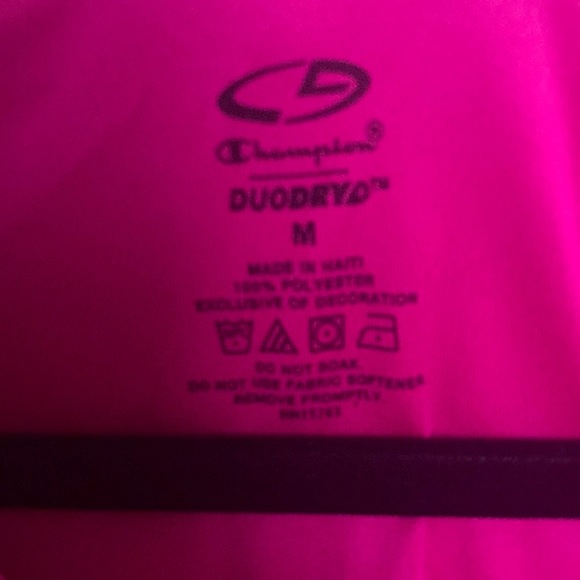 Champion®
DUODRY™
M
MADE IN HAITI
100% POLYESTER
EXCLUSIVE OF DECORATION
DO NOT SOAK.
DO NOT USE FABRIC SOFTENER
REMOVE PROMPTLY